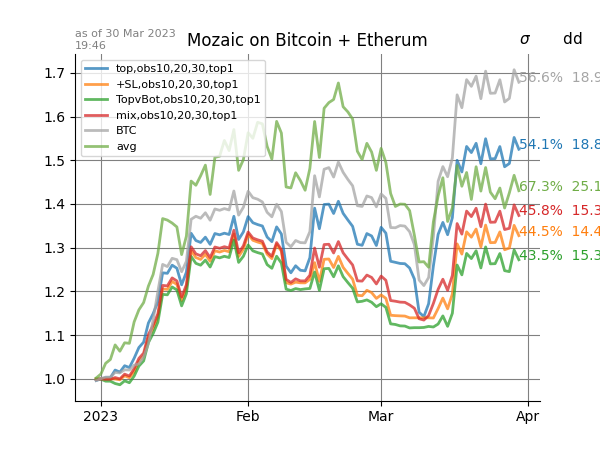 as of 30 Mar 2023
19:46
Mozaic on Bitcoin + Etherum
σ dd
top,obs10,20,30,top1
+SL,obs10,20,30,top1
TopvBot,obs10,20,30,top1
mix,obs10,20,30,top1
BTC
avg
1.7
1.6
1.5
1.4
1.3
1.2
1.1
1.0
56.6% 18.9
54.1% 18.8
67.3% 25.1
45.8% 15.3
44.5% 14.4
43.5% 15.3
2023 Feb Mar Apr